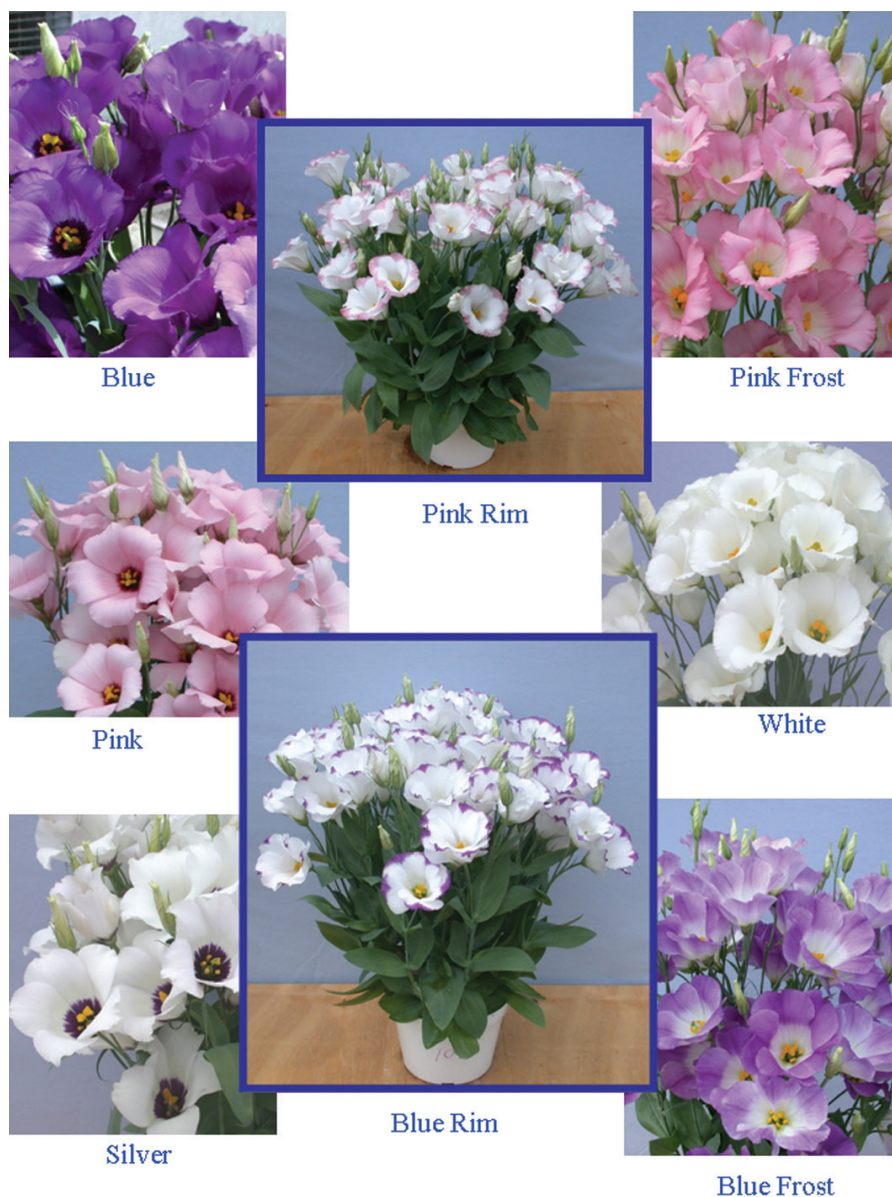 Blue
Pink Frost
Pink Rim
Pink
White
Silver
Blue Rim
Blue Frost